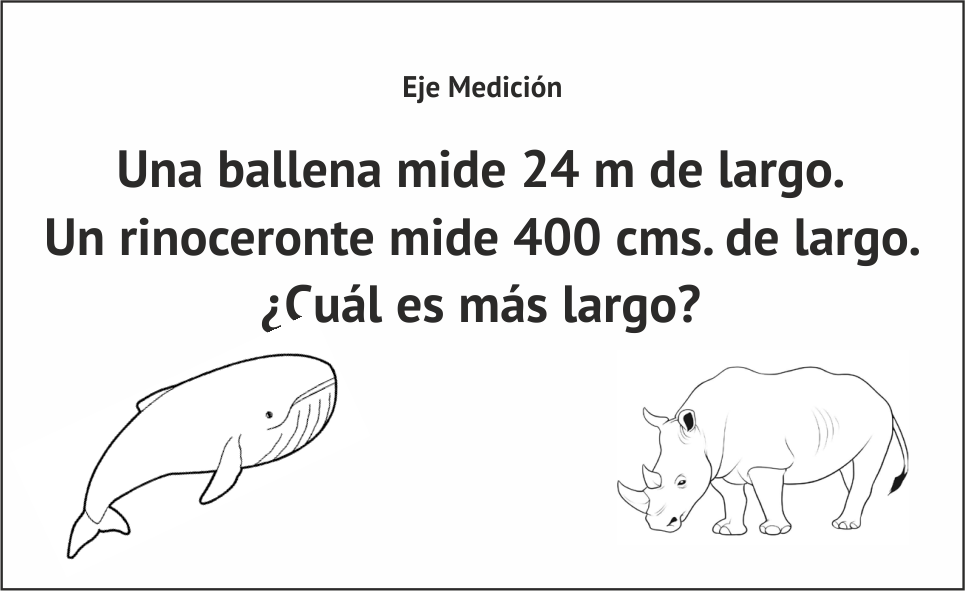 Eje Medición
Una ballena mide 24 m de largo.
Un rinoceronte mide 400 cms. de largo.
¿Cuál es más largo?